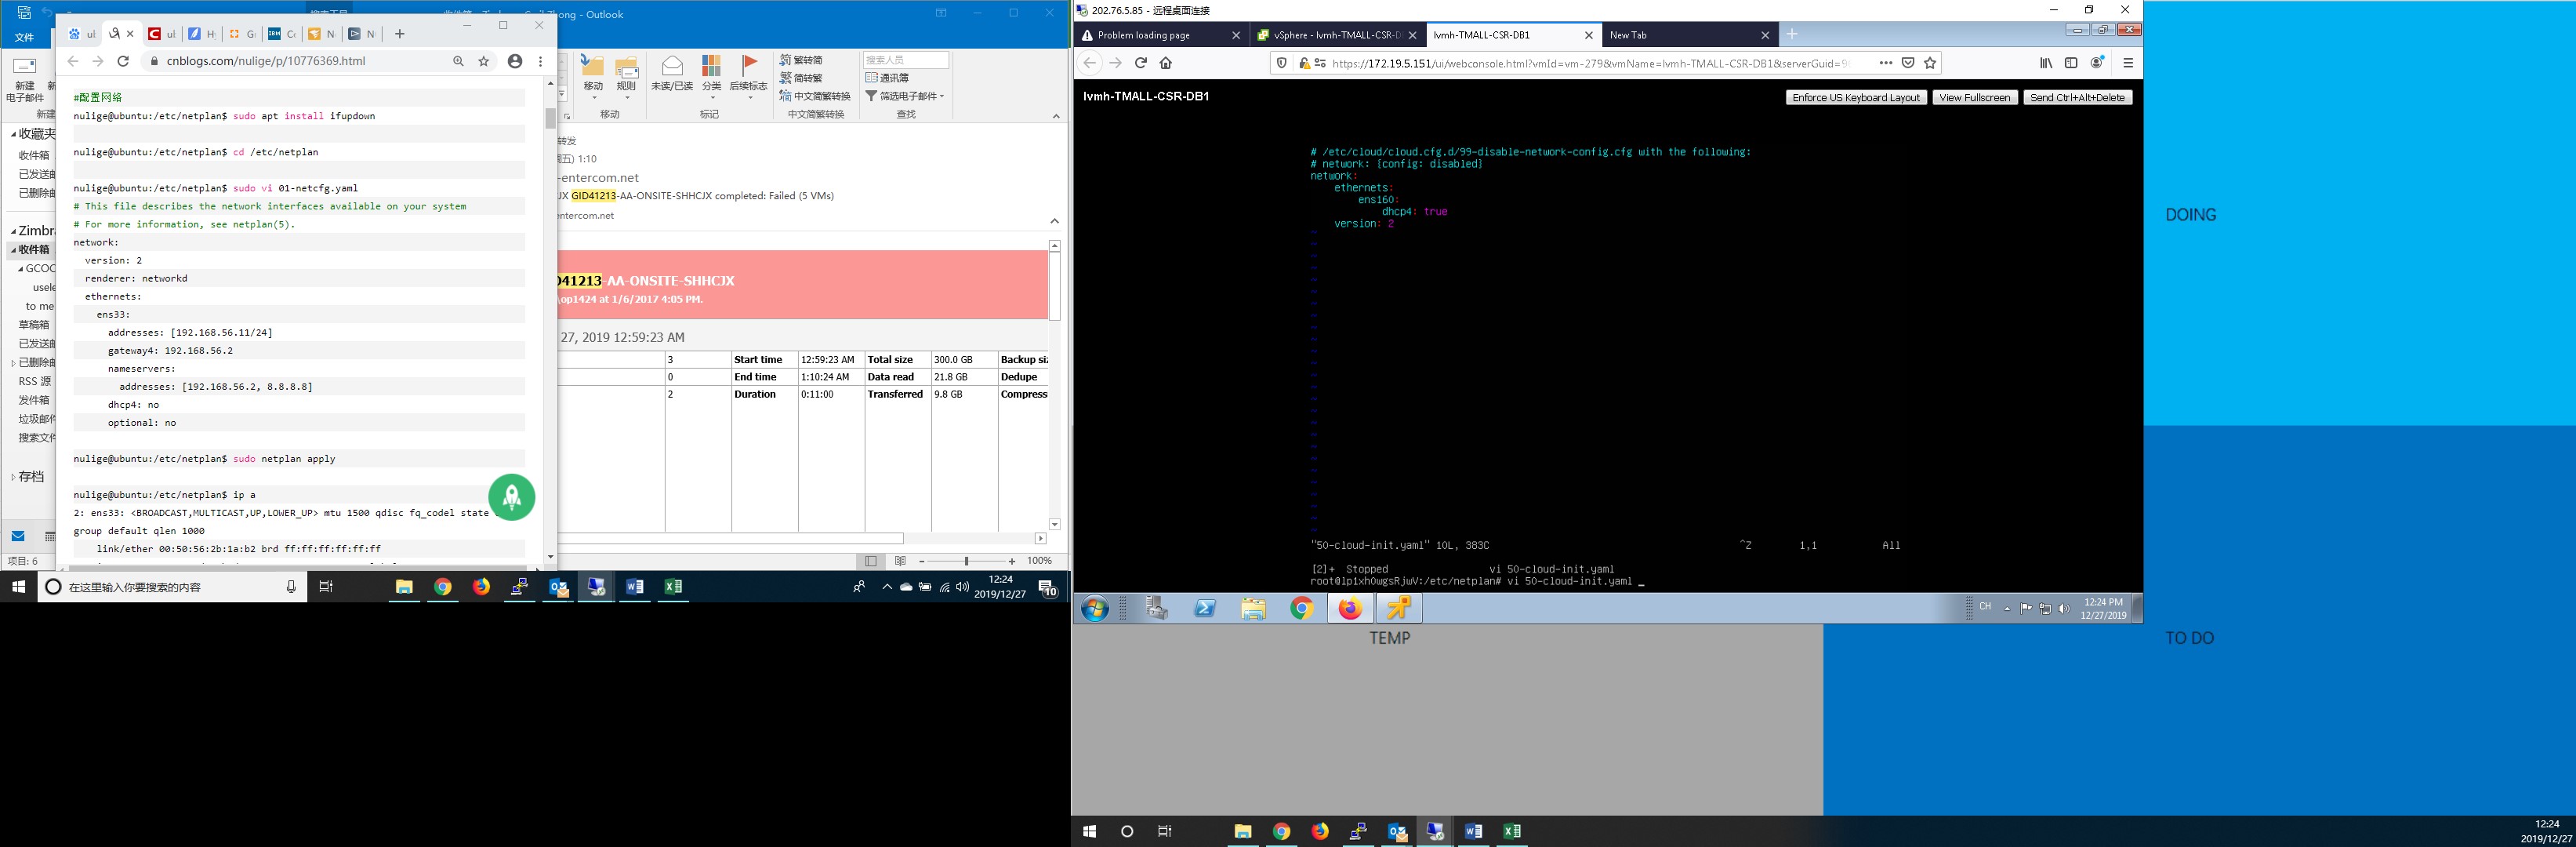 搜索工具
收件箱 - Zimbra - Gail Zhong - Outlook
文件
新建
电子邮件
新建
移动
规则
未读/已读
分类
后续标志
繁转简
简转繁
中文简繁转换
搜索人员
通讯簿
筛选电子邮件
移动
标记
中文简繁转换
查找
收藏夹
收件箱
已发送邮
已删除邮
Zimbra
收件箱
GCOC
usele
to me
草稿箱
已发送邮
已删除邮
RSS 源
发件箱
垃圾邮件
搜索文件
存档
项目: 6
转发
五) 1:10
-entercom.net
JX GID41213-AA-ONSITE-SHHCJX completed: Failed (5 VMs)
entercom.net
D41213-AA-ONSITE-SHHCJX
\op1424 at 1/6/2017 4:05 PM.
27, 2019 12:59:23 AM
3 Start time 12:59:23 AM Total size 300.0 GB Backup si
0 End time 1:10:24 AM Data read 21.8 GB Dedupe
2 Duration 0:11:00 Transferred 9.8 GB Compress
100%
cnblogs.com/nulige/p/10776369.html
#配置网络
nulige@ubuntu:/etc/netplan$ sudo apt install ifupdown
nulige@ubuntu:/etc/netplan$ cd /etc/netplan
nulige@ubuntu:/etc/netplan$ sudo vi 01-netcfg.yaml
# This file describes the network interfaces available on your system
# For more information, see netplan(5).
network:
version: 2
renderer: networkd
ethernets:
ens33:
addresses: [192.168.56.11/24]
gateway4: 192.168.56.2
nameservers:
addresses: [192.168.56.2, 8.8.8.8]
dhcp4: no
optional: no
nulige@ubuntu:/etc/netplan$ sudo netplan apply
nulige@ubuntu:/etc/netplan$ ip a
2: ens33: <BROADCAST,MULTICAST,UP,LOWER_UP> mtu 1500 qdisc fq_codel state
group default qlen 1000
link/ether 00:50:56:2b:1a:b2 brd ff:ff:ff:ff:ff:ff
在这里输入你要搜索的内容
12:24
2019/12/27
10
202.76.5.85 - 远程桌面连接
Problem loading page
vSphere - lvmh-TMALL-CSR-D
lvmh-TMALL-CSR-DB1
New Tab
https://172.19.5.151/ui/webconsole.html?vmId=vm-279&vmName=lvmh-TMALL-CSR-DB1&serverGuid=9
lvmh-TMALL-CSR-DB1
Enforce US Keyboard Layout
View Fullscreen
Send Ctrl+Alt+Delete
# /etc/cloud/cloud.cfg.d/99-disable-network-config.cfg with the following:
# network: {config: disabled}
network:
ethernets:
ens160:
dhcp4: true
version: 2
"50-cloud-init.yaml" 10L, 383C ^Z 1,1 All
[2]+ Stopped vi 50-cloud-init.yaml
root@lp1xhowgsRjwV:/etc/netplan# vi 50-cloud-init.yaml _
CH
12:24 PM
12/27/2019
DOING
TEMP
TO DO
12:24
2019/12/27